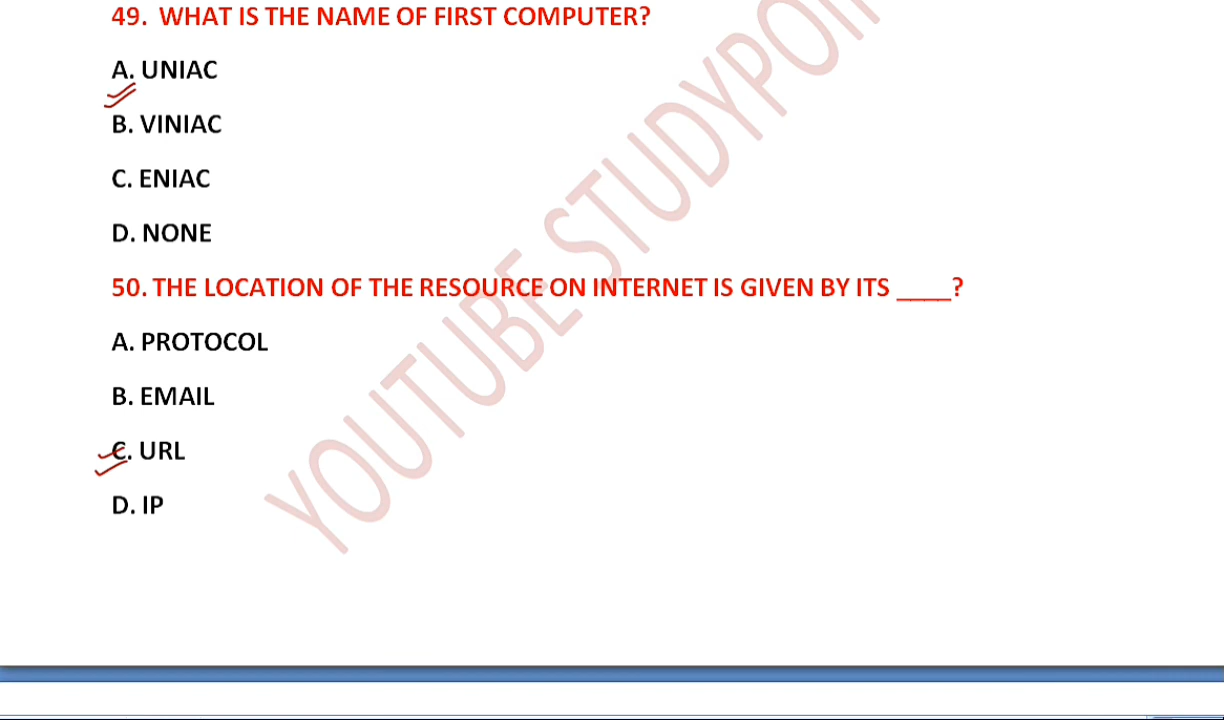 49. WHAT IS THE NAME OF FIRST COMPUTER?
A. UNIAC
B. VINIAC
C. ENIAC
D. NONE
50. THE LOCATION OF THE RESOURCE ON INTERNET IS GIVEN BY ITS ____?
A. PROTOCOL
B. EMAIL
C. URL
D. IP
YOUTUBE STUDYPOIN